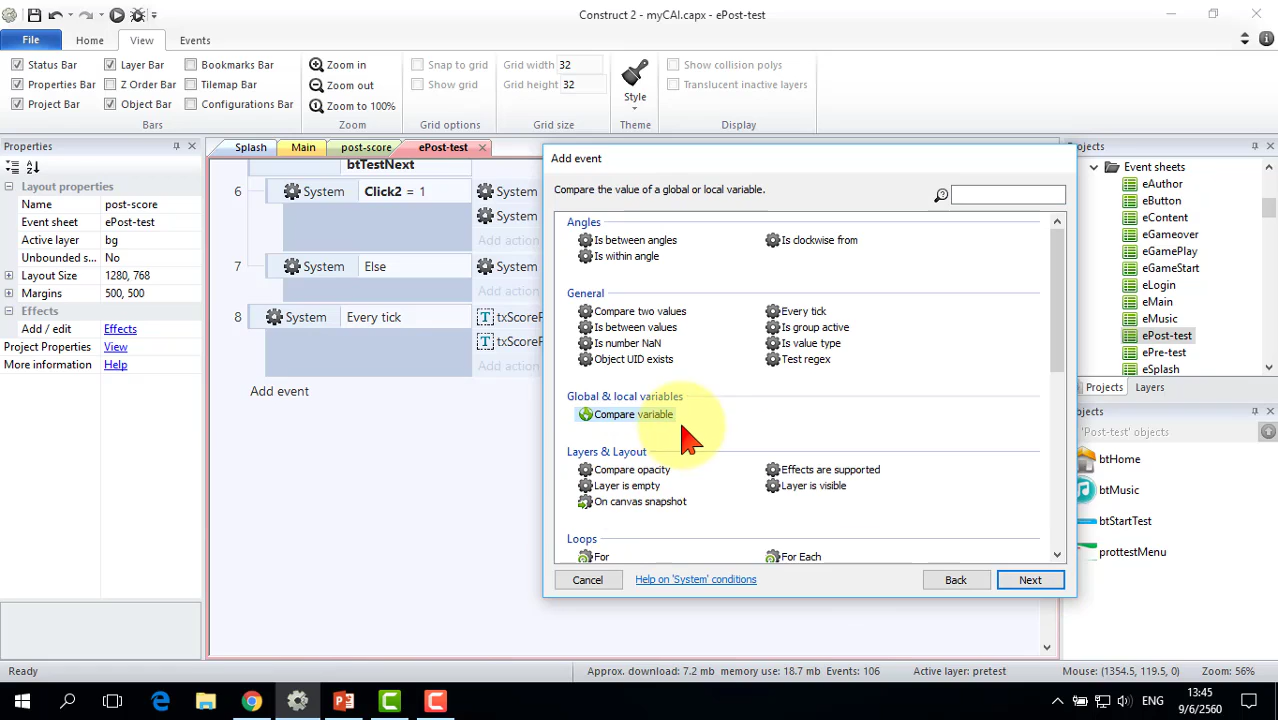 Construct 2 - myCAI.capx - ePost-test
File Home View Events
Status Bar Layer Bar Bookmarks Bar Zoom in Snap to grid Grid width 32 Show collision polys
Properties Bar Z Order Bar Tilemap Bar Zoom out Show grid Grid height 32 Style Translucent inactive layers
Project Bar Object Bar Configurations Bar Zoom to 100%
Bars Zoom Grid options Grid size Theme Display
Properties
Layout properties
Name post-score
Event sheet ePost-test
Active layer bg
Unbounded s... No
Layout Size 1280, 768
Margins 500, 500
Effects
Add / edit Effects
Project Properties View
More information Help
Splash Main post-score ePost-test
btTestNext
6 System Click2 = 1 System
System
Add action
7 System Else System
Add action
8 System Every tick T txScoreP
T txScoreP
Add action
Add event
Add event
Compare the value of a global or local variable.
Angles
Is between angles Is clockwise from
Is within angle
General
Compare two values Every tick
Is between values Is group active
Is number NaN Is value type
Object UID exists Test regex
Global & local variables
Compare variable
Layers & Layout
Compare opacity Effects are supported
Layer is empty Layer is visible
On canvas snapshot
Loops
For For Each
Cancel Help on 'System' conditions Back Next
Projects
Event sheets
eAuthor
eButton
eContent
eGameover
eGamePlay
eGameStart
eLogin
eMain
eMusic
ePost-test
ePre-test
eSplash
Projects Layers
Objects
'Post-test' objects
btHome
btMusic
btStartTest
prottestMenu
Ready Approx. download: 7.2 mb memory use: 18.7 mb Events: 106 Active layer: pretest Mouse: (1354.5, 119.5, 0) Zoom: 56%
ENG 13:45
9/6/2560